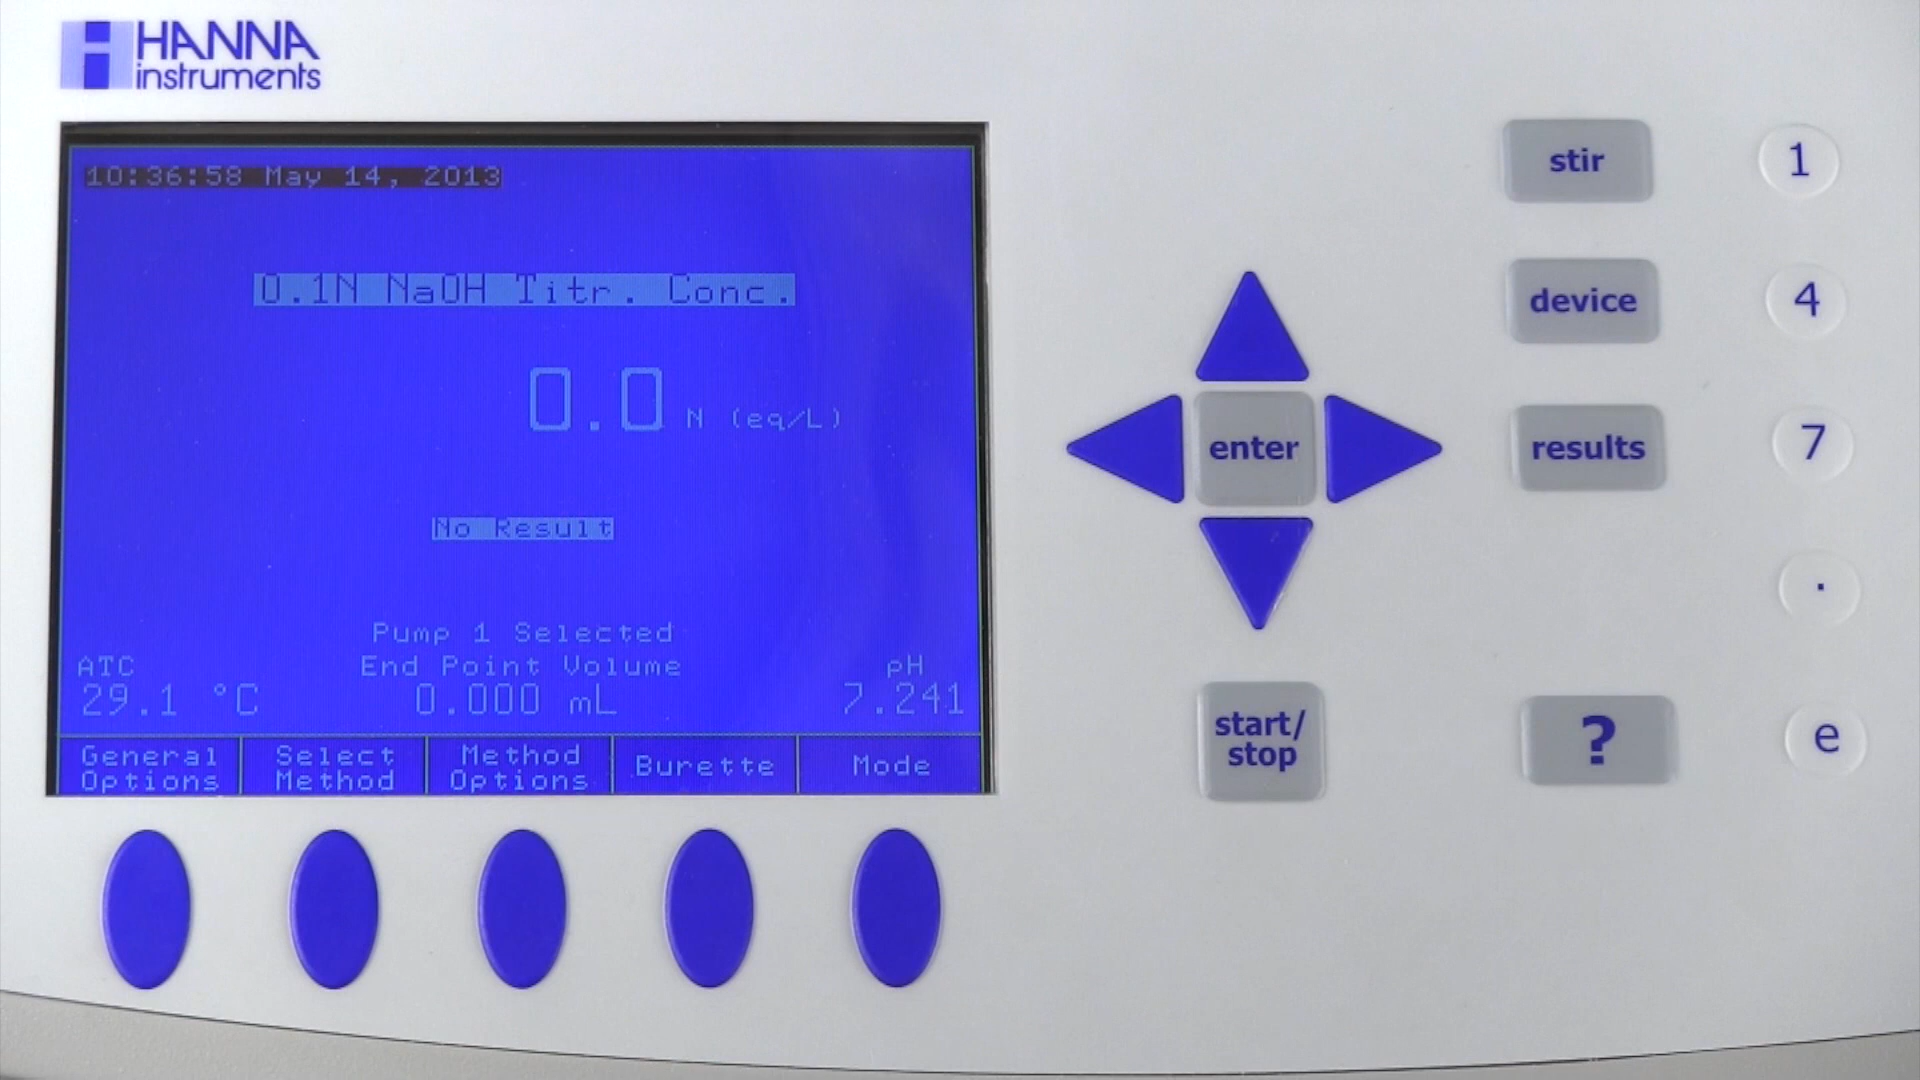 HANNA
instruments
10:36:58 May 14, 2013
0.1N NaOH Titr. Conc.
0.0 N (eq/L)
No Result
Pump 1 Selected
ATC End Point Volume pH
29.1 °C 0.000 mL 7.241
General Options
Select Method
Method Options
Burette
Mode
enter
start/
stop
stir
device
results
?
1
4
7
.
e